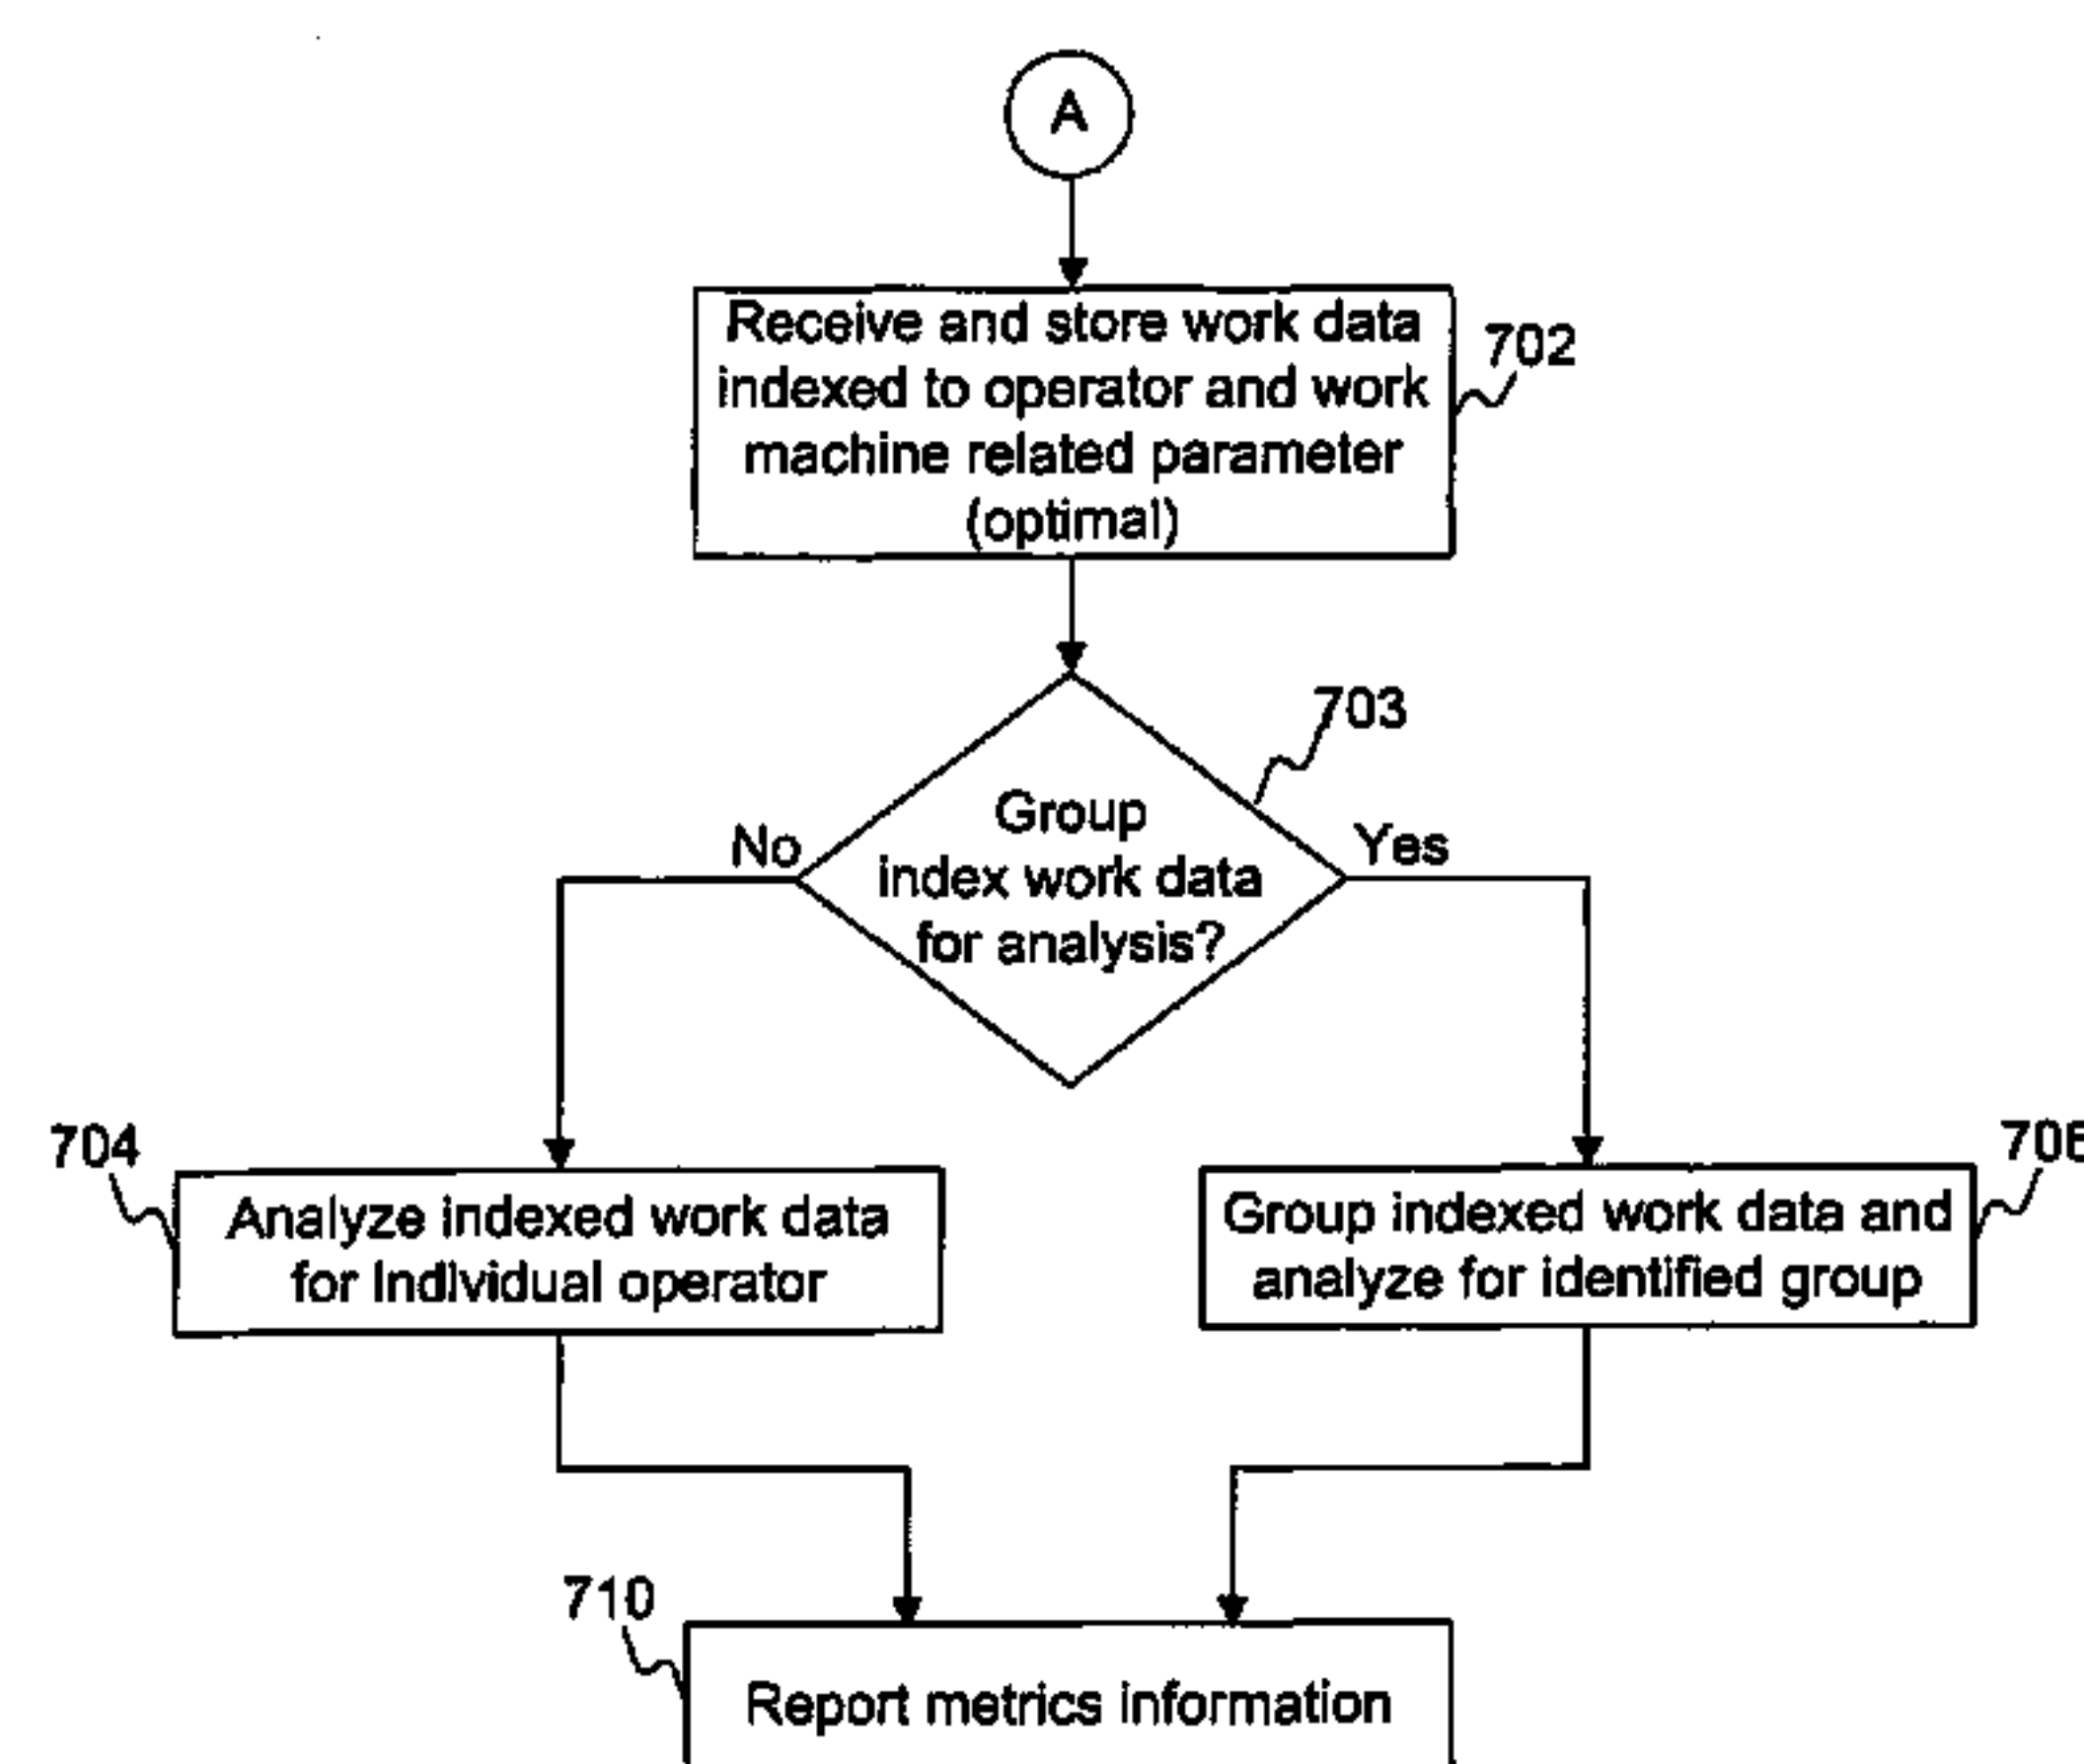 A
Receive and store work data
indexed to operator and work
machine related parameter
(optimal)
702
703
Group
index work data
for analysis?
No
Yes
704
Analyze indexed work data
for Individual operator
Group indexed work data and
analyze for identified group
710
Report metrics information